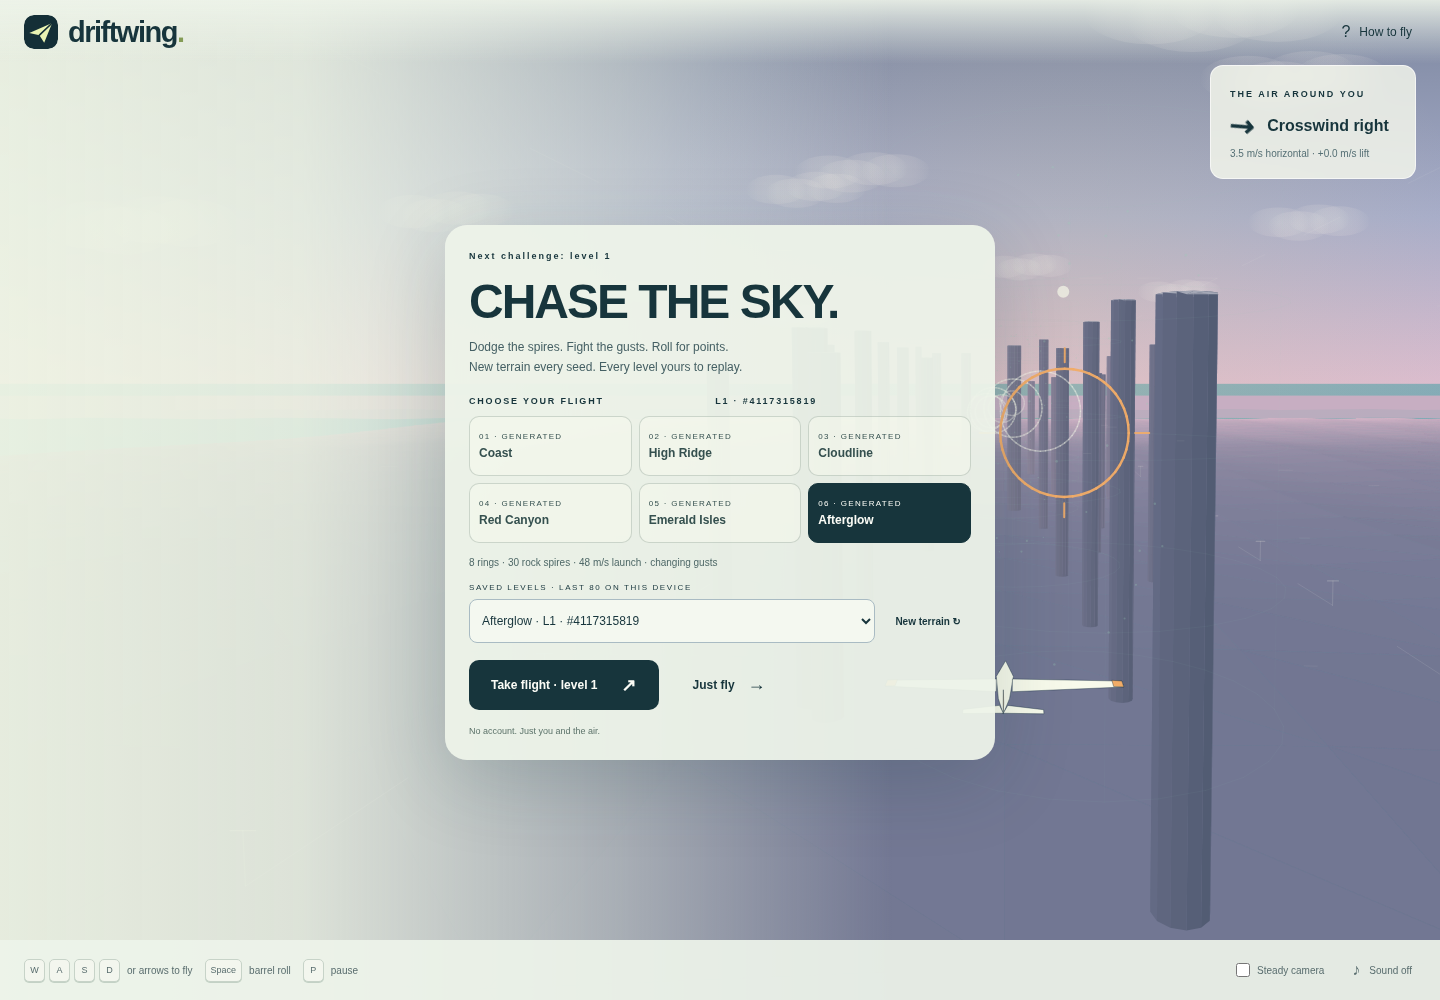 driftwing.
? How to fly
THE AIR AROUND YOU
→ Crosswind right
3.5 m/s horizontal · +0.0 m/s lift
Next challenge: level 1
CHASE THE SKY.
Dodge the spires. Fight the gusts. Roll for points.
New terrain every seed. Every level yours to replay.
CHOOSE YOUR FLIGHT
L1 · #4117315819
01 · GENERATED
Coast
02 · GENERATED
High Ridge
03 · GENERATED
Cloudline
04 · GENERATED
Red Canyon
05 · GENERATED
Emerald Isles
06 · GENERATED
Afterglow
8 rings · 30 rock spires · 48 m/s launch · changing gusts
SAVED LEVELS · LAST 80 ON THIS DEVICE
Afterglow · L1 · #4117315819
New terrain ↻
Take flight · level 1 ↗
Just fly →
No account. Just you and the air.
W A S D or arrows to fly Space barrel roll P pause
Steady camera
♪ Sound off